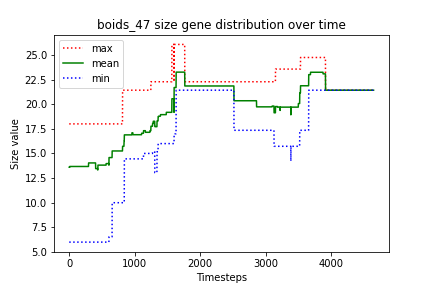 boids_47 size gene distribution over time
max
mean
min
Size value
25.0
22.5
20.0
17.5
15.0
12.5
10.0
7.5
5.0
0 1000 2000 3000 4000
Timesteps